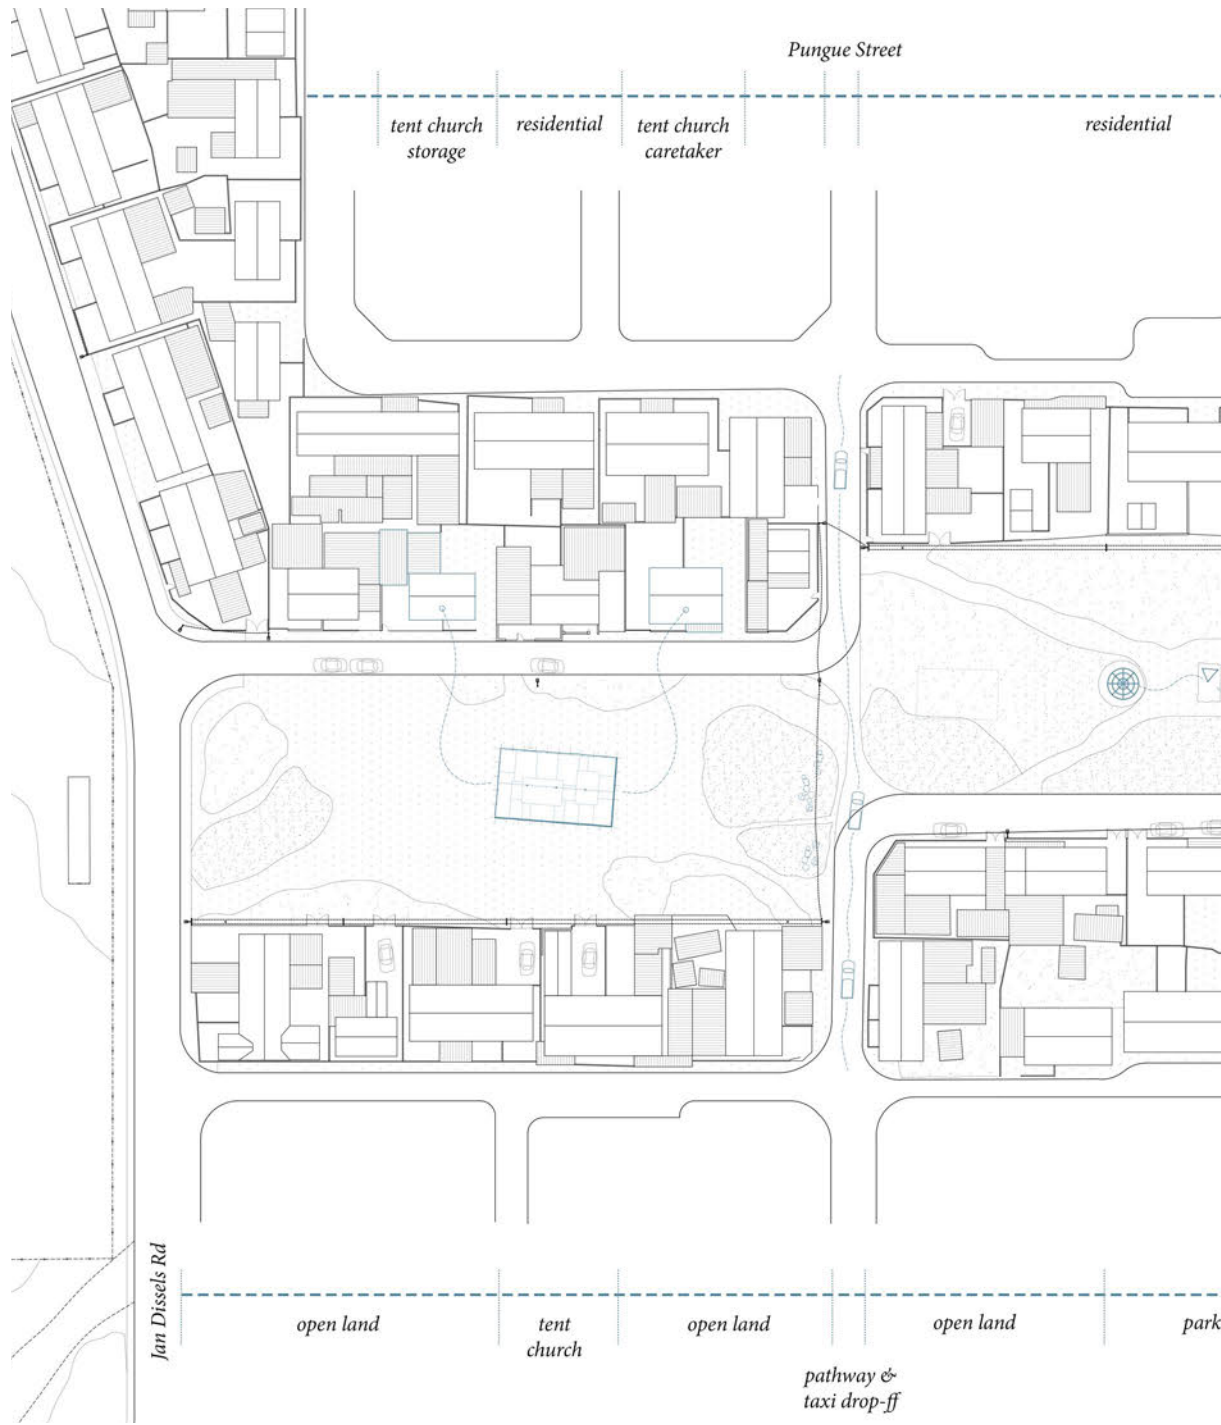 Pungue Street
tent church
storage
residential
tent church
caretaker
residential
Jan Dissels Rd
open land
tent
church
open land
open land
park
pathway &
taxi drop-ff